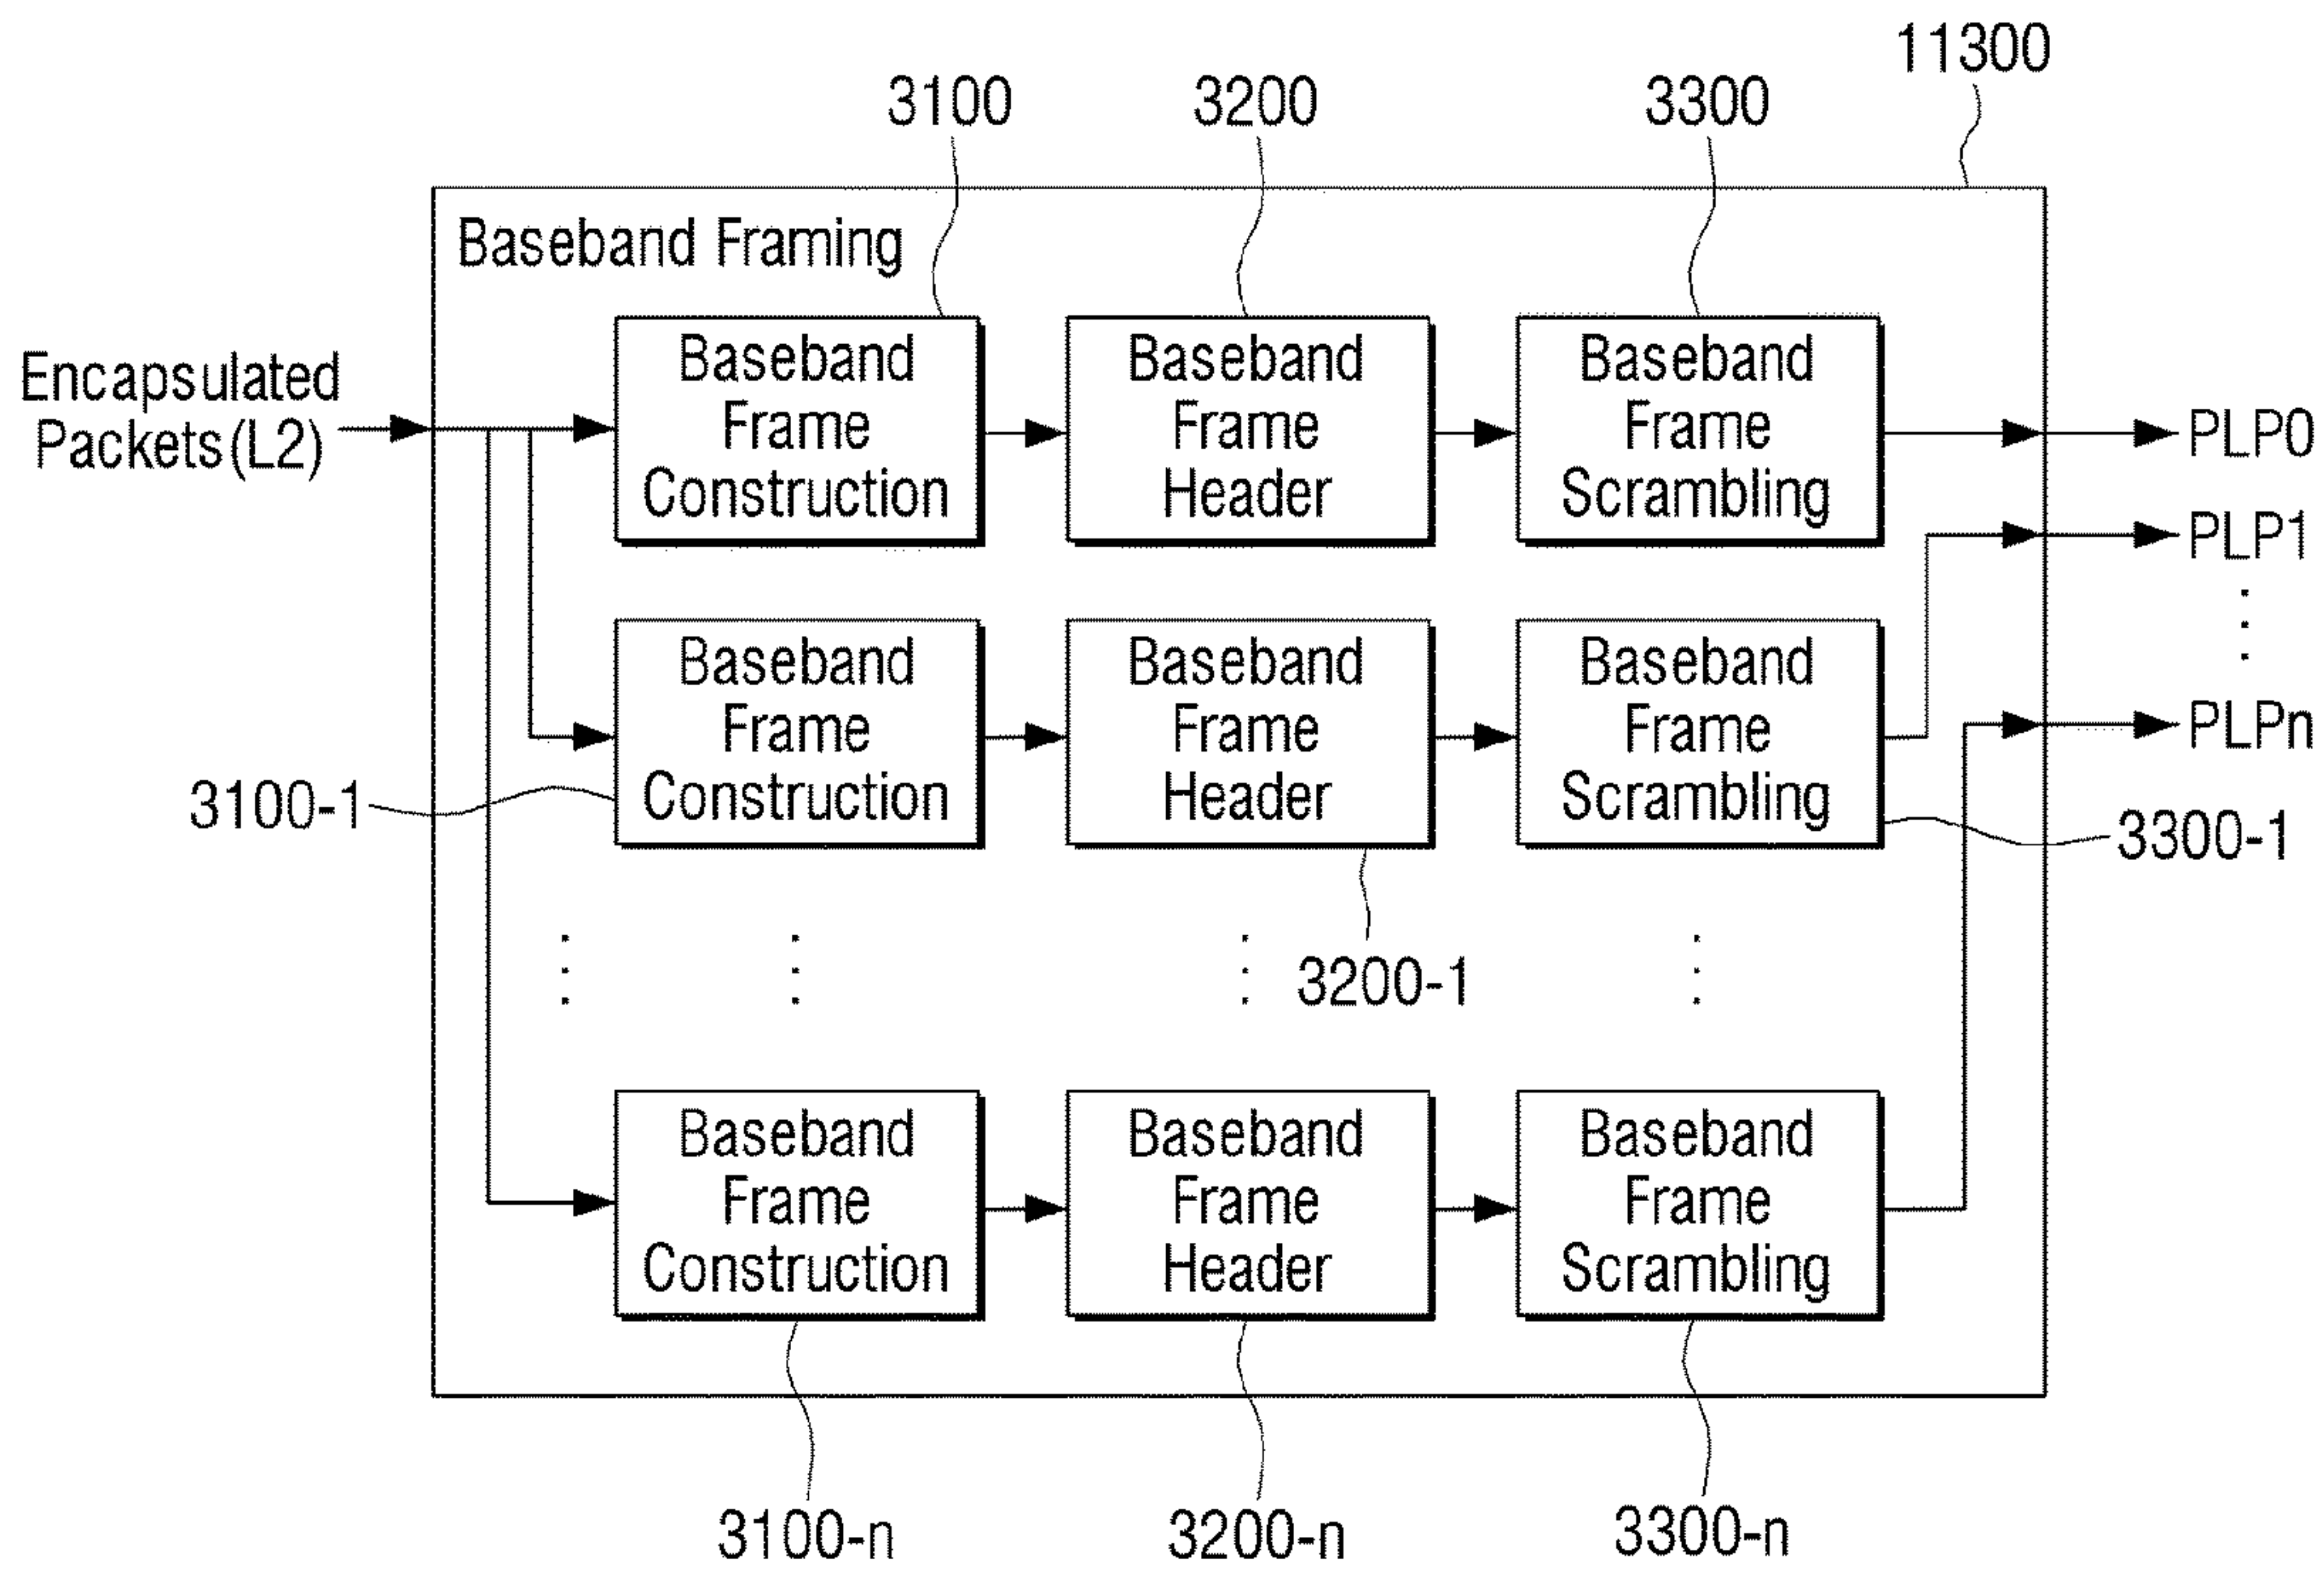 11300
3100
3200
3300
Baseband Framing
Encapsulated
Packets(L2)
Baseband
Frame
Construction
Baseband
Frame
Header
Baseband
Frame
Scrambling
PLP0
PLP1
PLPn
Baseband
Frame
Construction
Baseband
Frame
Header
Baseband
Frame
Scrambling
3100-1
3300-1
3200-1
Baseband
Frame
Construction
Baseband
Frame
Header
Baseband
Frame
Scrambling
3100-n
3200-n
3300-n